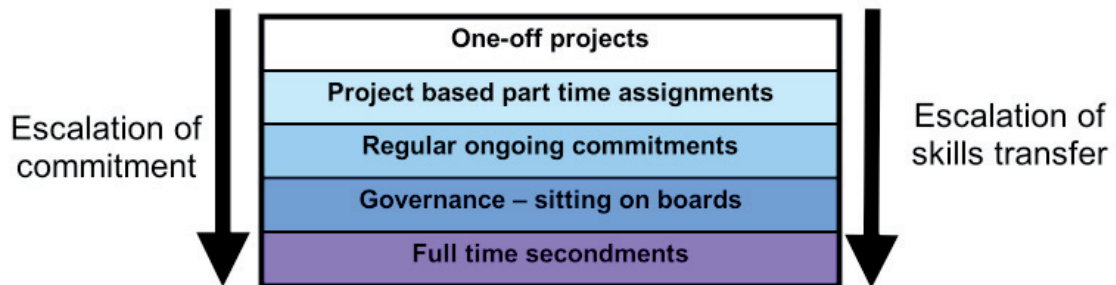 One-off projects
Project based part time assignments
Regular ongoing commitments
Governance – sitting on boards
Full time secondments
Escalation of
commitment
Escalation of
skills transfer